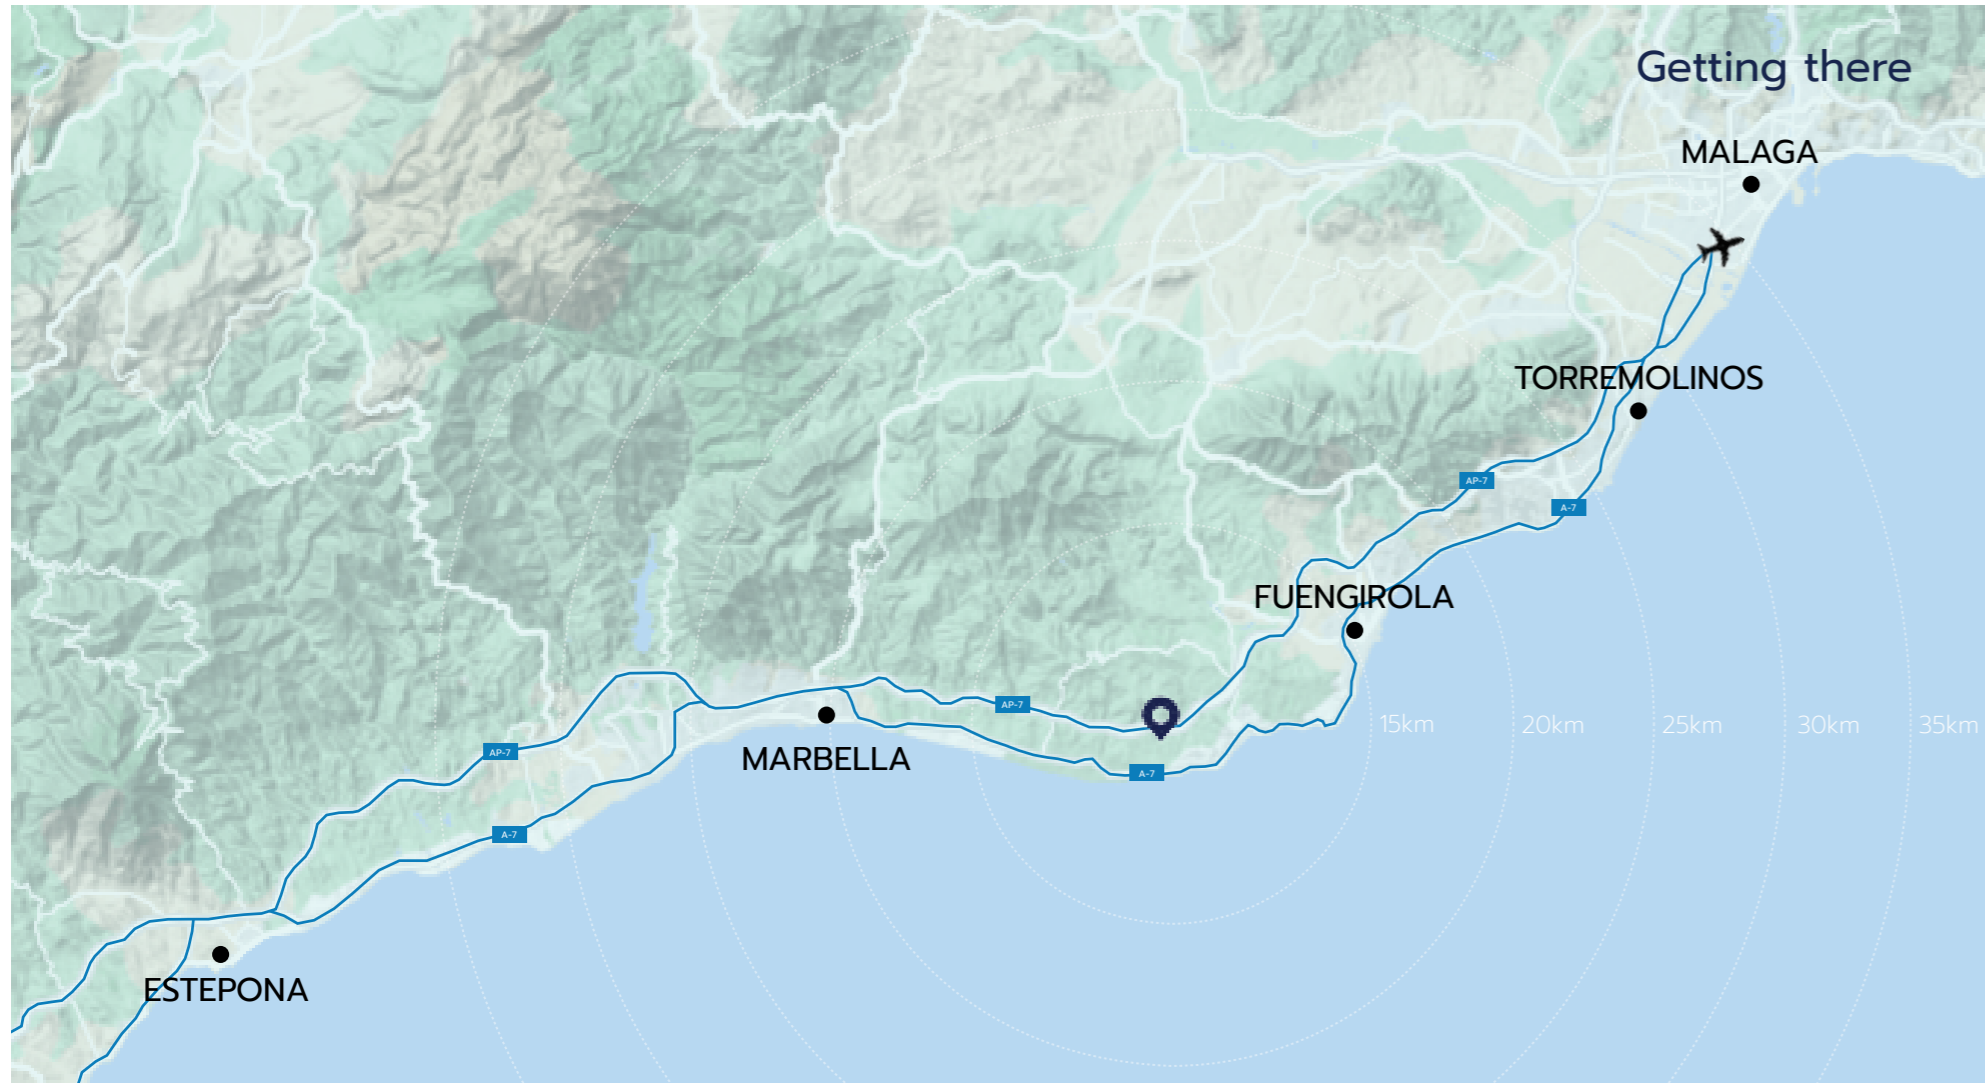 Getting there
MALAGA
TORREMOLINOS
AP-7
A-7
FUENGIROLA
AP-7
15km
20km
25km
30km
35km
MARBELLA
AP-7
A-7
A-7
ESTEPONA